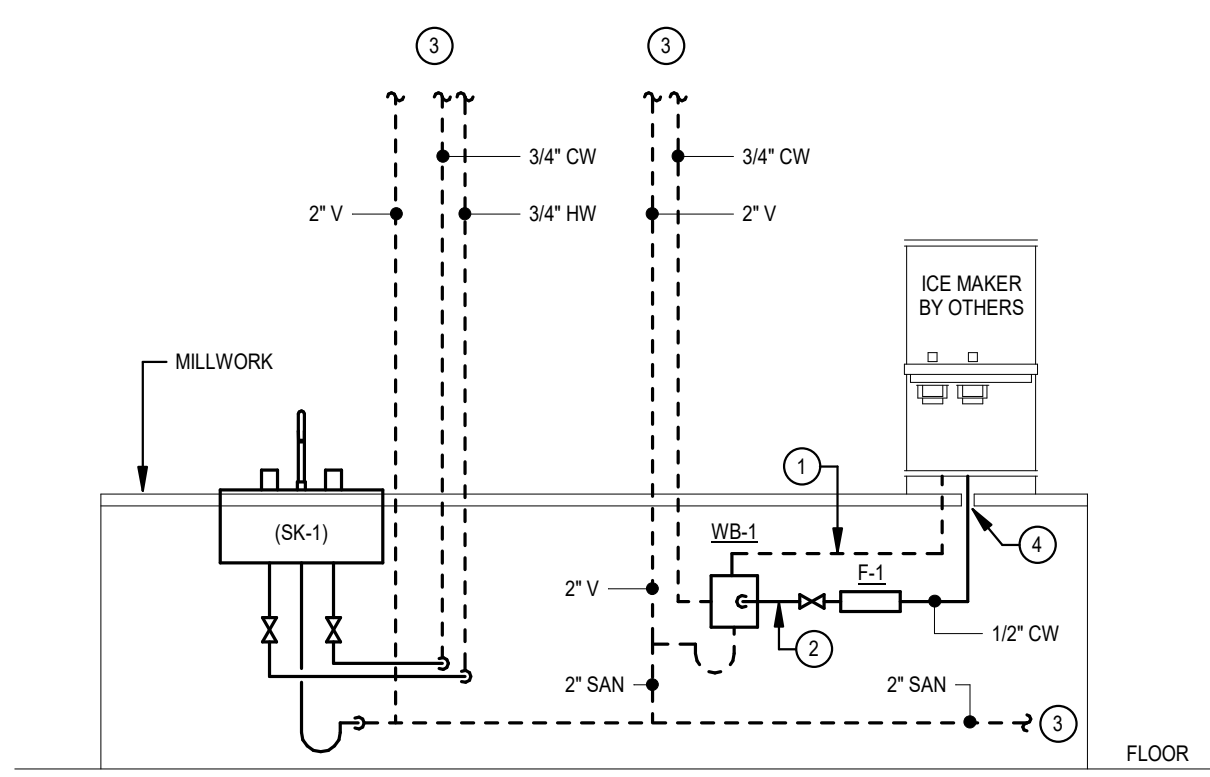 3
3
3/4" CW
3/4" CW
2" V
3/4" HW
2" V
ICE MAKER
BY OTHERS
MILLWORK
1
(SK-1)
WB-1
4
F-1
2" V
1/2" CW
2
2" SAN
2" SAN
3
FLOOR